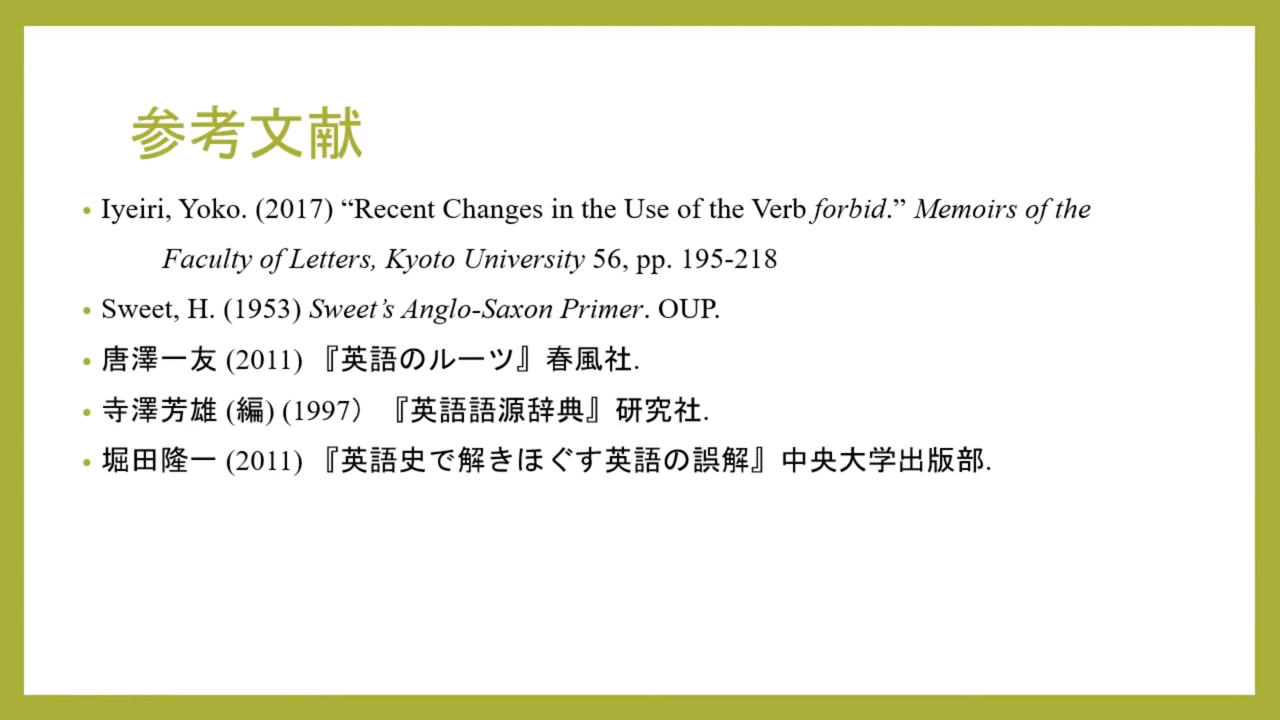 参考文献
• Iyeiri, Yoko. (2017) “Recent Changes in the Use of the Verb forbid.” Memoirs of the
Faculty of Letters, Kyoto University 56, pp. 195-218
• Sweet, H. (1953) Sweet’s Anglo-Saxon Primer. OUP.
• 唐澤一友 (2011) 『英語のルーツ』春風社.
• 寺澤芳雄 (編) (1997） 『英語語源辞典』研究社.
• 堀田隆一 (2011) 『英語史で解きほぐす英語の誤解』中央大学出版部.